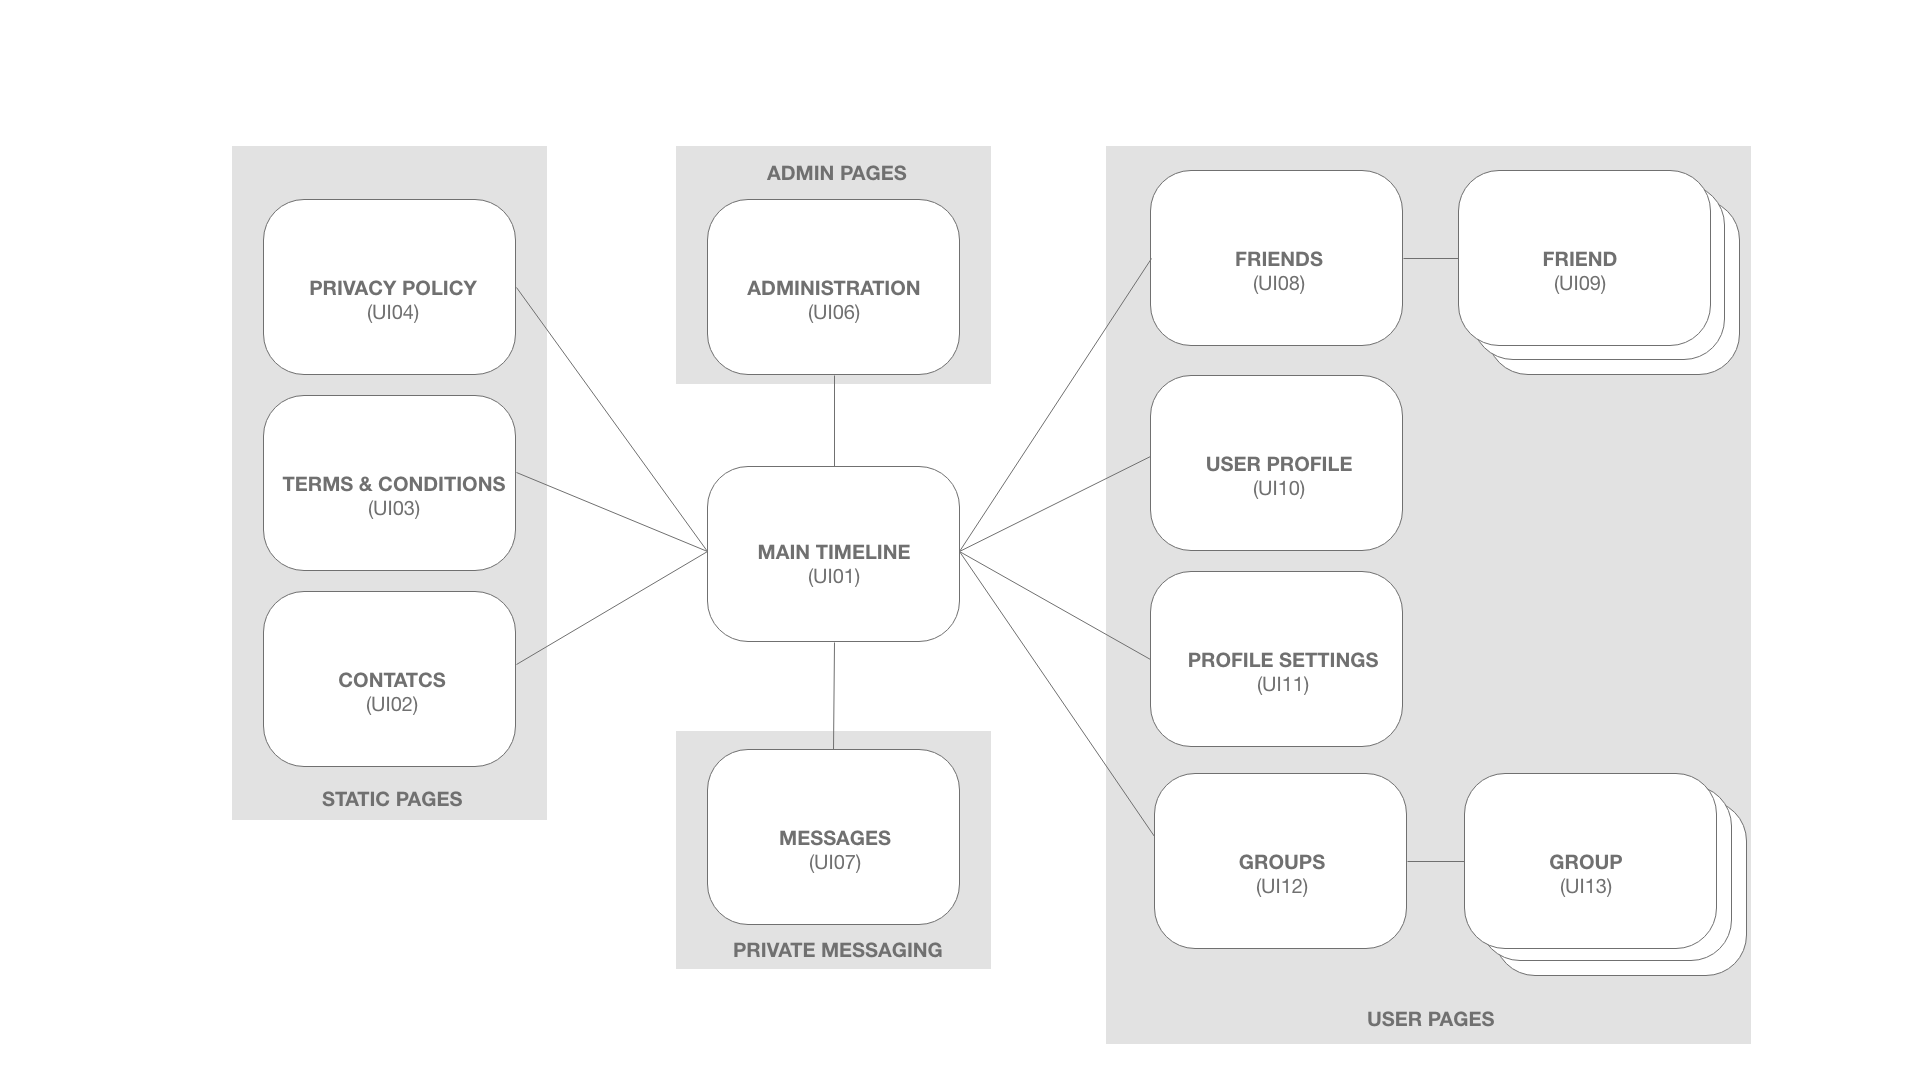 PRIVACY POLICY
(UI04)
TERMS & CONDITIONS
(UI03)
CONTATCS
(UI02)
STATIC PAGES
ADMIN PAGES
ADMINISTRATION
(UI06)
MAIN TIMELINE
(UI01)
MESSAGES
(UI07)
PRIVATE MESSAGING
FRIENDS
(UI08)
FRIEND
(UI09)
USER PROFILE
(UI10)
PROFILE SETTINGS
(UI11)
GROUPS
(UI12)
GROUP
(UI13)
USER PAGES